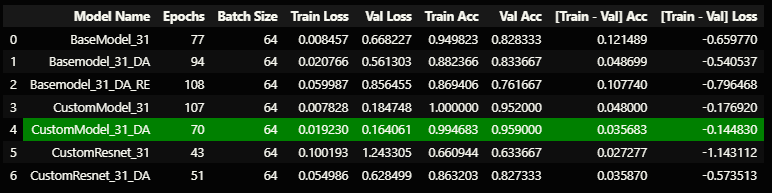 Model Name Epochs Batch Size Train Loss Val Loss Train Acc Val Acc [Train - Val] Acc [Train - Val] Loss
0 BaseModel_31 77 64 0.008457 0.668227 0.949823 0.828333 0.121489 -0.659770
1 Basemodel_31_DA 94 64 0.020766 0.561303 0.882366 0.833667 0.048699 -0.540537
2 Basemodel_31_DA_RE 108 64 0.059987 0.856455 0.869406 0.761667 0.107740 -0.796468
3 CustomModel_31 107 64 0.007828 0.184748 1.000000 0.952000 0.048000 -0.176920
4 CustomModel_31_DA 70 64 0.019230 0.164061 0.994683 0.959000 0.035683 -0.144830
5 CustomResnet_31 43 64 0.100193 1.243305 0.660944 0.633667 0.027277 -1.143112
6 CustomResnet_31_DA 51 64 0.054986 0.628499 0.863203 0.827333 0.035870 -0.573513